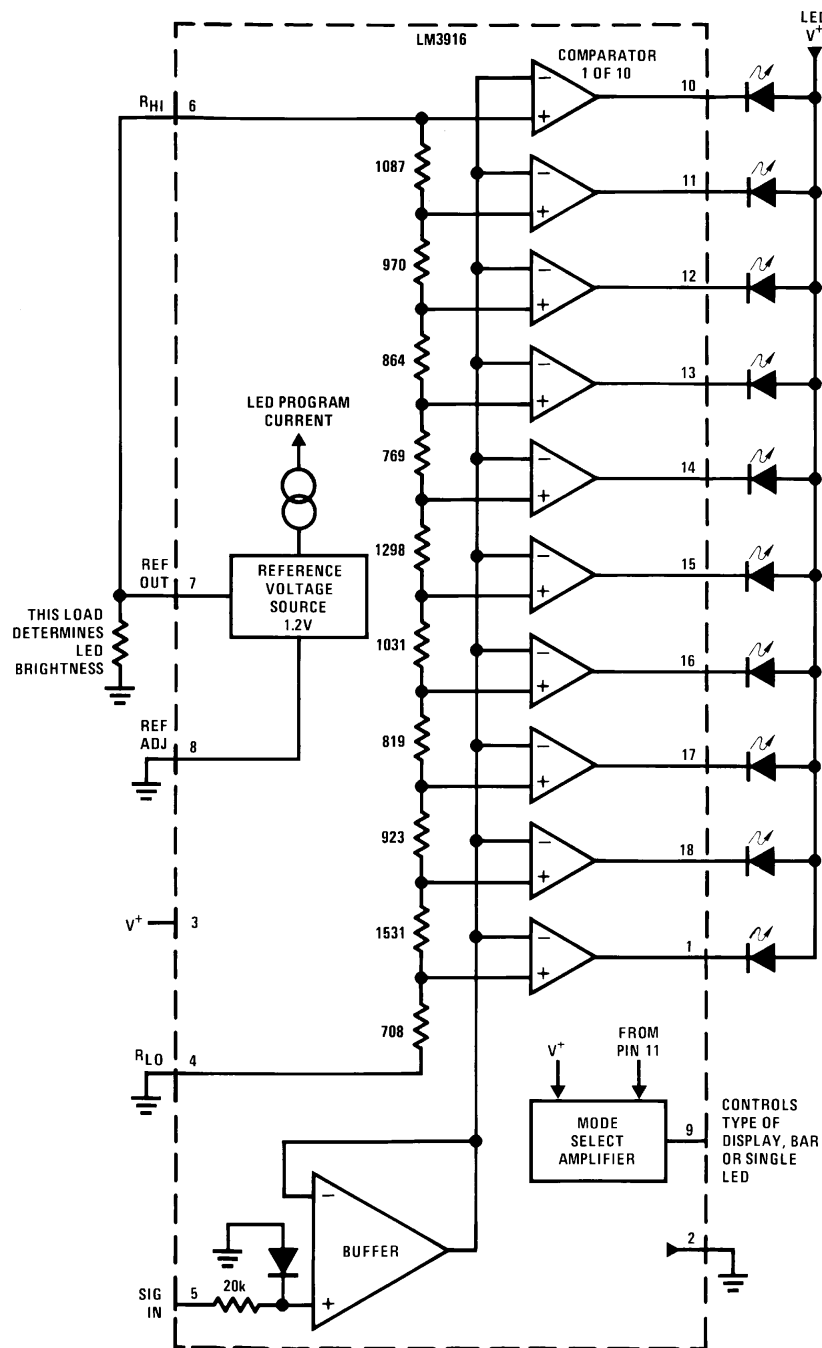 LED
V+
LM3916
COMPARATOR
1 OF 10
10
RHI
6
1087
11
970
12
864
13
LED PROGRAM
CURRENT
769
14
1298
15
REF
OUT
7
REFERENCE
VOLTAGE
SOURCE
1.2V
THIS LOAD
DETERMINES
LED
BRIGHTNESS
1031
16
REF
ADJ
8
819
17
923
18
V+
3
1531
1
708
RLO
4
V+
FROM
PIN 11
MODE
SELECT
AMPLIFIER
9
CONTROLS
TYPE OF
DISPLAY, BAR
OR SINGLE
LED
BUFFER
2
SIG
IN
5
20k